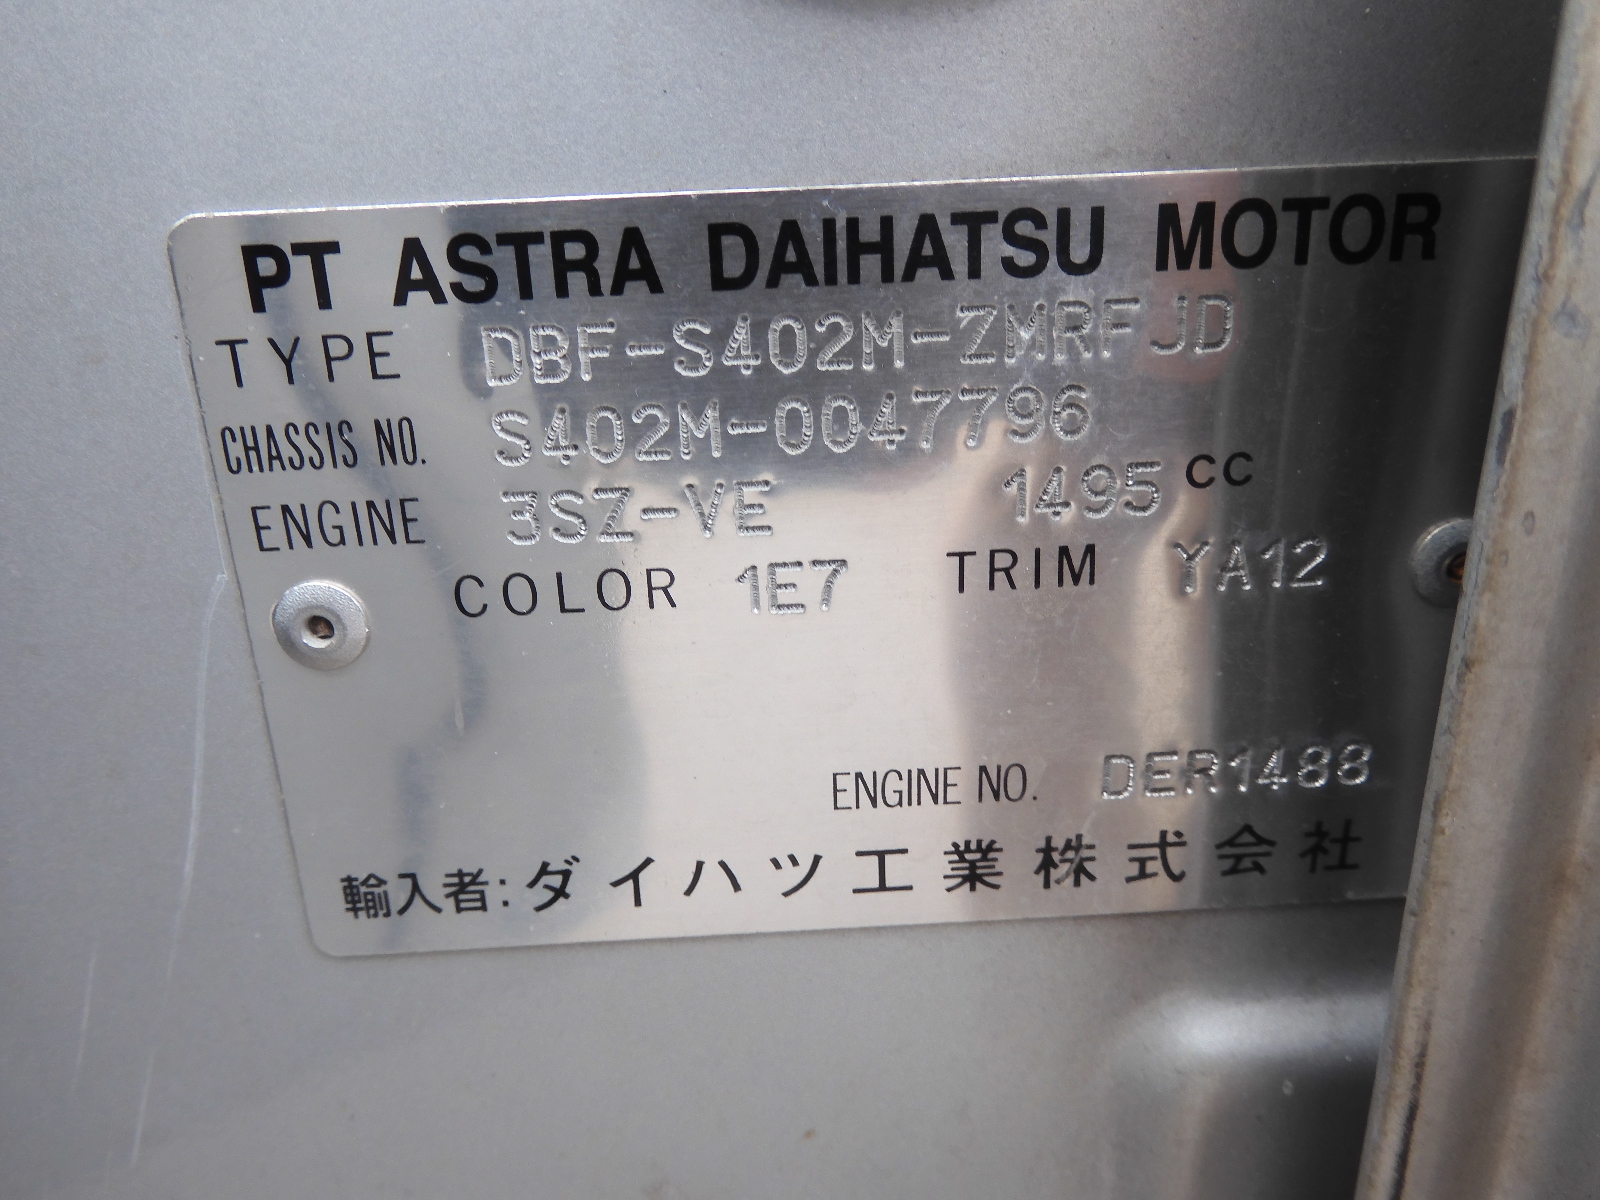 PT ASTRA DAIHATSU MOTOR
TYPE DBF-S402M-ZMRFJD
CHASSIS NO. S402M-0047796
ENGINE 3SZ-VE 1495 CC
COLOR 1E7 TRIM YA12
ENGINE NO. DER1488
輸入者:ダイハツ工業株式会社